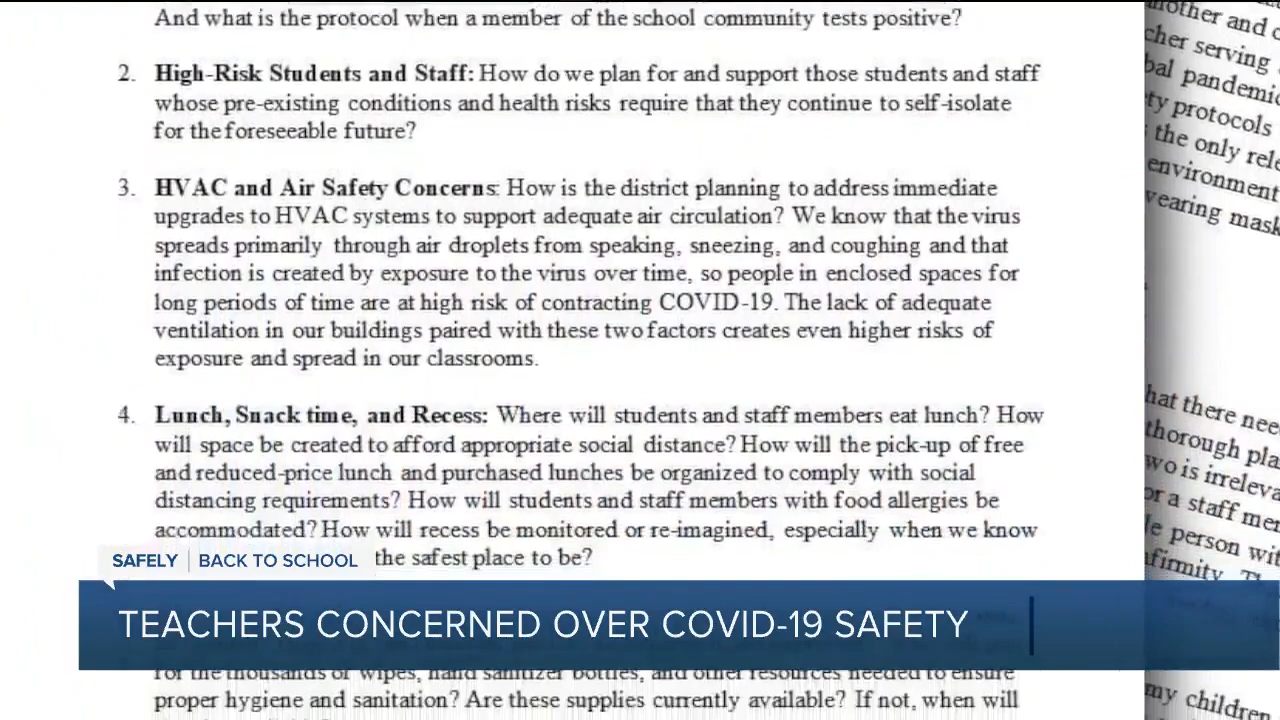 And what is the protocol when a member of the school community tests positive?
2. High-Risk Students and Staff: How do we plan for and support those students and staff
whose pre-existing conditions and health risks require that they continue to self-isolate
for the foreseeable future?
3. HVAC and Air Safety Concerns: How is the district planning to address immediate
upgrades to HVAC systems to support adequate air circulation? We know that the virus
spreads primarily through air droplets from speaking, sneezing, and coughing and that
infection is created by exposure to the virus over time, so people in enclosed spaces for
long periods of time are at high risk of contracting COVID-19. The lack of adequate
ventilation in our buildings paired with these two factors creates even higher risks of
exposure and spread in our classrooms.
4. Lunch, Snack time, and Recess: Where will students and staff members eat lunch? How
will space be created to afford appropriate social distance? How will the pick-up of free
and reduced-price lunch and purchased lunches be organized to comply with social
distancing requirements? How will students and staff members with food allergies be
accommodated? How will recess be monitored or re-imagined, especially when we know
the safest place to be?
SAFELY | BACK TO SCHOOL
TEACHERS CONCERNED OVER COVID-19 SAFETY
for the thousands of wipes, hand sanitizer bottles, and other resources needed to ensure
proper hygiene and sanitation? Are these supplies currently available? If not, when will
another and
serving
pandemic
protocols
the only
environment
wearing
that there
thorough
is
or a staff
person
my children